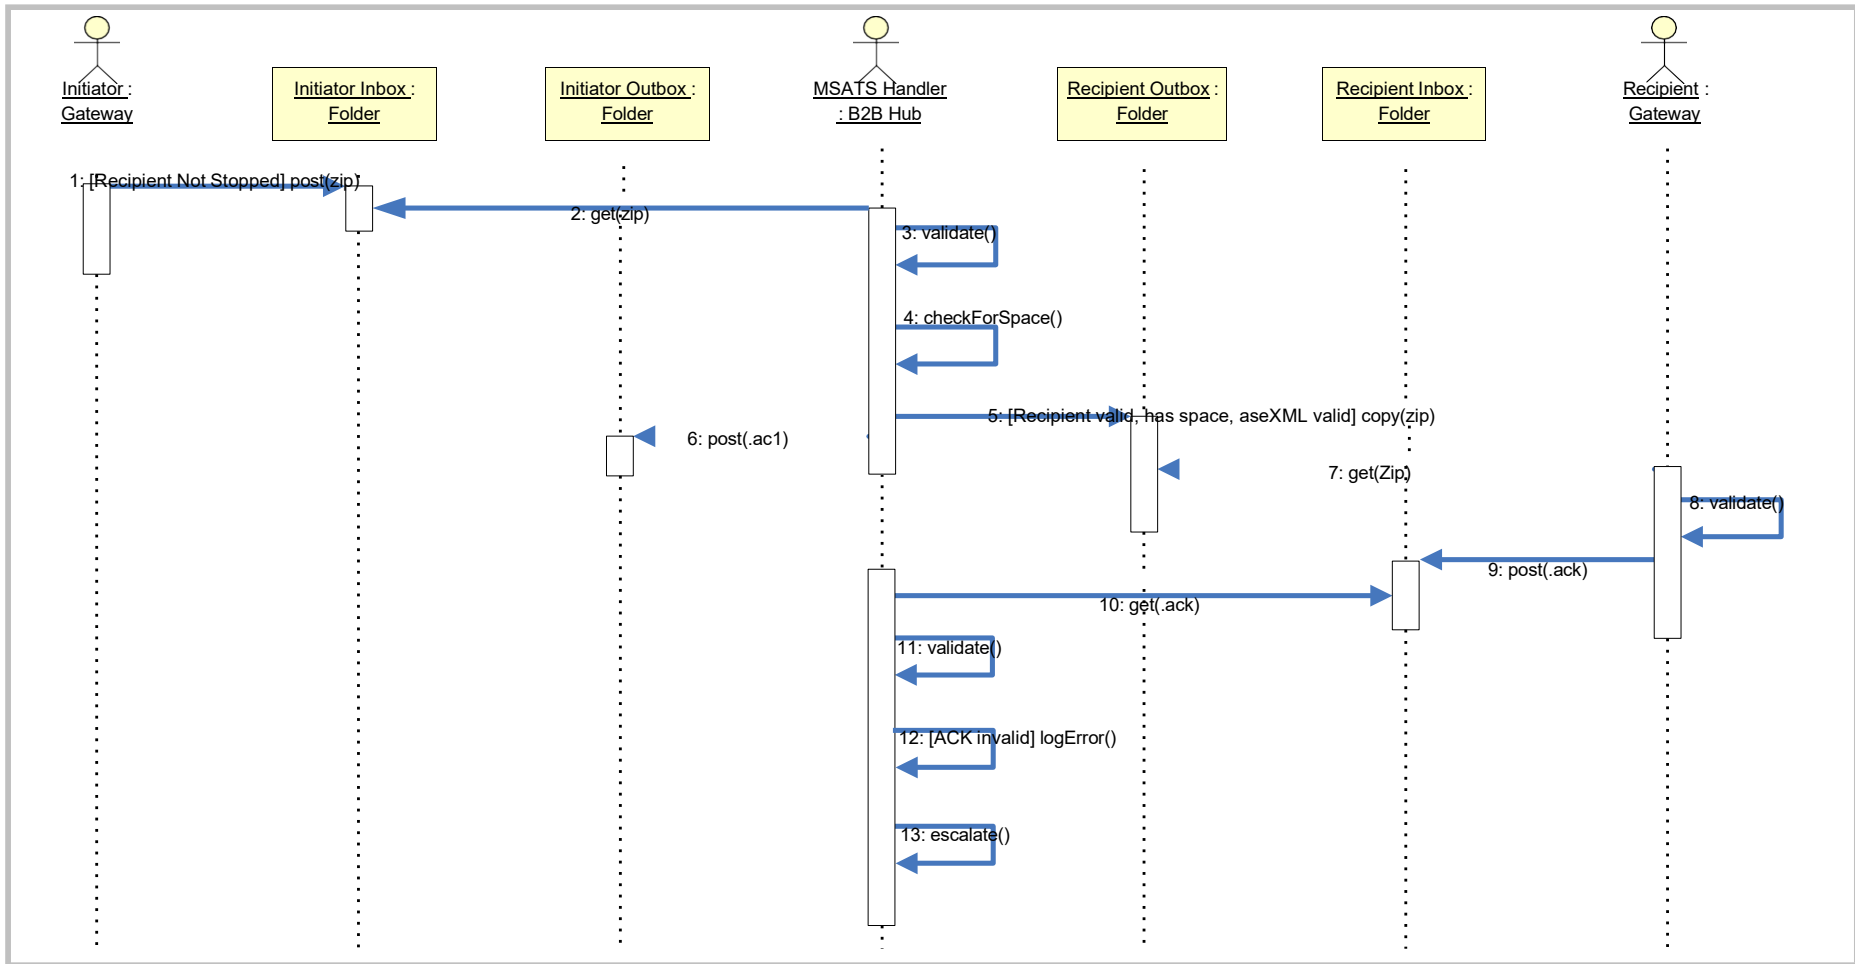 Initiator :
Gateway
Initiator Inbox :
Folder
Initiator Outbox :
Folder
MSATS Handler
: B2B Hub
Recipient Outbox :
Folder
Recipient Inbox :
Folder
Recipient :
Gateway
1: [Recipient Not Stopped] post(zip)
2: get(zip)
3: validate()
4: checkForSpace()
5: [Recipient valid, has space, aseXML valid] copy(zip)
6: post(.ac1)
7: get(Zip)
8: validate()
9: post(.ack)
10: get(.ack)
11: validate()
12: [ACK invalid] logError()
13: escalate()